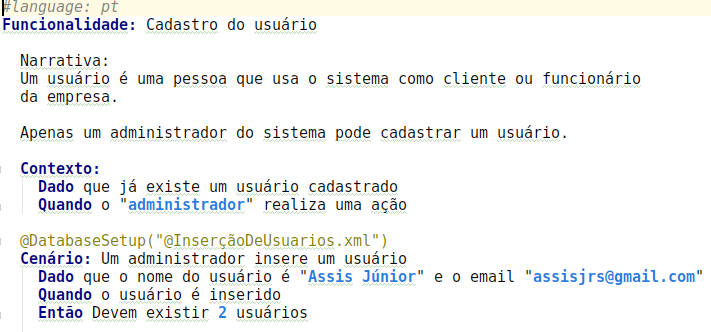 #language: pt
Funcionalidade: Cadastro do usuário
Narrativa:
Um usuário é uma pessoa que usa o sistema como cliente ou funcionário
da empresa.
Apenas um administrador do sistema pode cadastrar um usuário.
Contexto:
Dado que já existe um usuário cadastrado
Quando o "administrador" realiza uma ação
@DatabaseSetup("@InserçãoDeUsuarios.xml")
Cenário: Um administrador insere um usuário
Dado que o nome do usuário é "Assis Júnior" e o email "assisjrs@gmail.com"
Quando o usuário é inserido
Então Devem existir 2 usuários